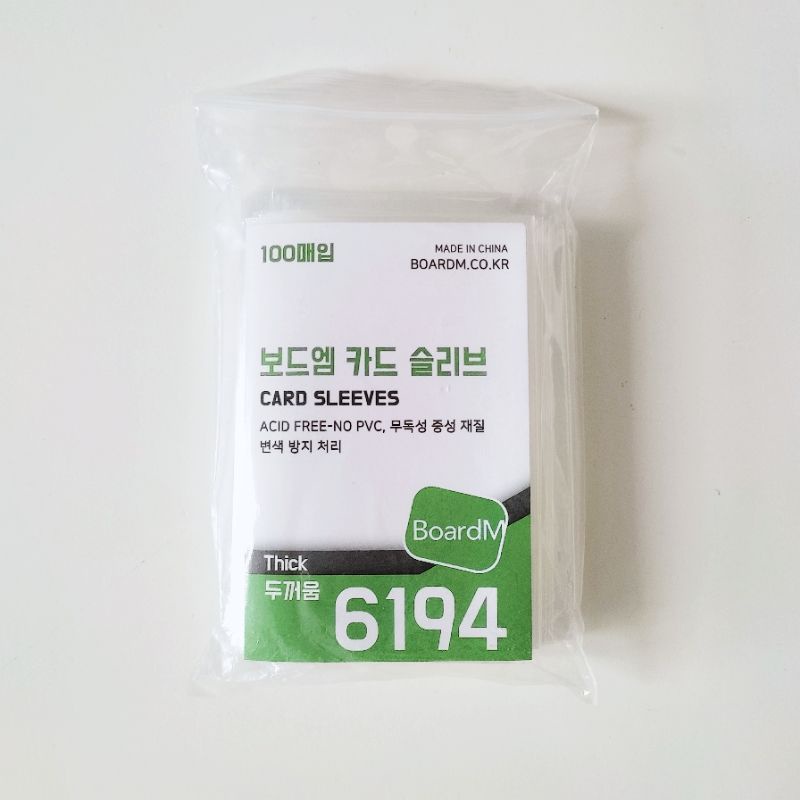 100매입
MADE IN CHINA
BOARDM.CO.KR
보드엠 카드 슬리브
CARD SLEEVES
ACID FREE-NO PVC, 무독성 중성 재질
변색 방지 처리
BoardM
Thick
두꺼움
6194